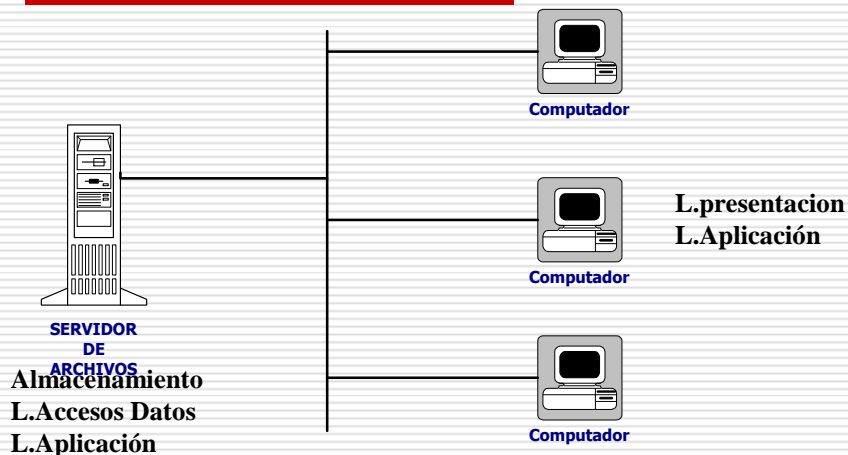 Computador
Computador
L.presentacion
L.Aplicación
SERVIDOR
DE
ARCHIVOS
Almacenamiento
L.Accesos Datos
L.Aplicación
Computador